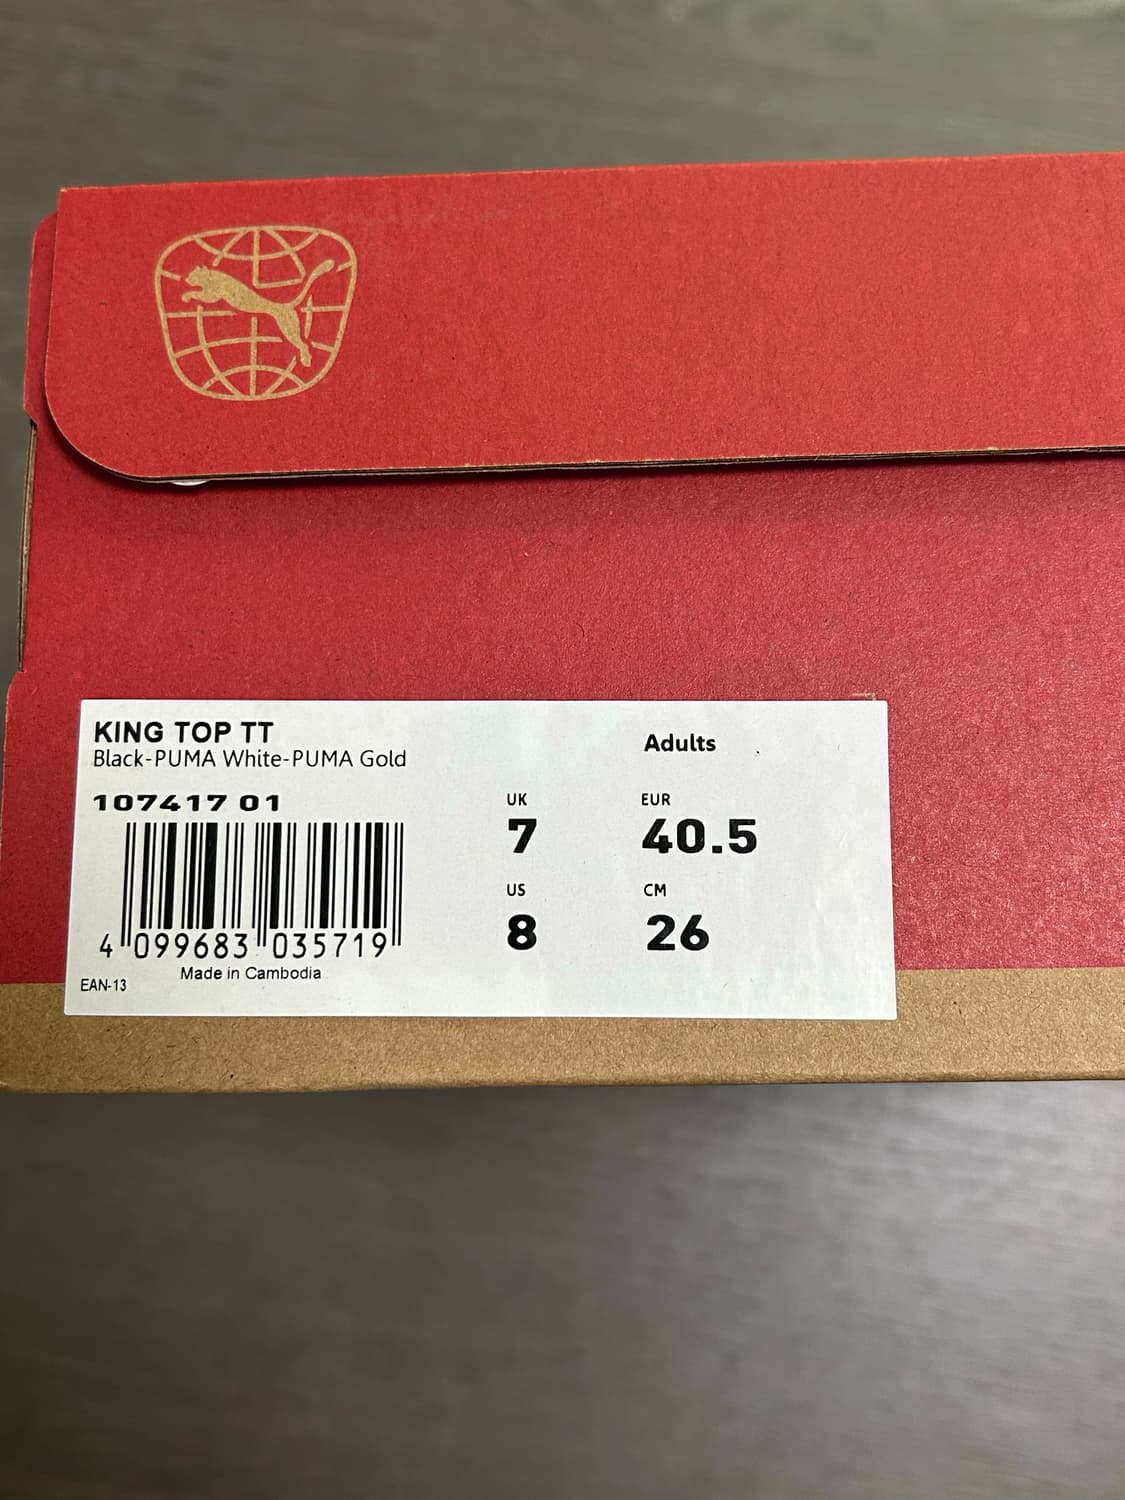 KING TOP TT
Black-PUMA White-PUMA Gold
107417 01
4 099683 035719
Made in Cambodia
EAN-13
Adults
UK
7
EUR
40.5
US
8
CM
26